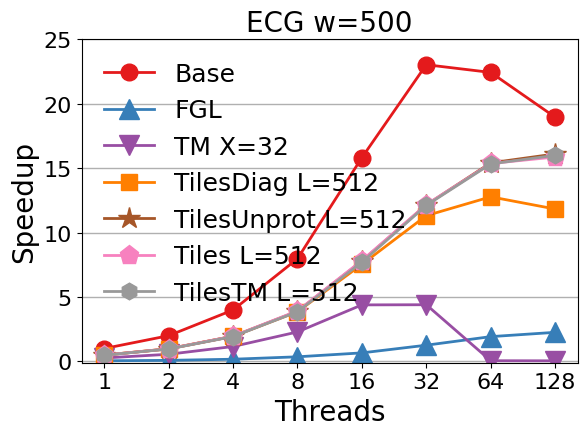 ECG w=500
25
20
15
10
5
0
Speedup
Base
FGL
TM X=32
TilesDiag L=512
TilesUnprot L=512
Tiles L=512
TilesTM L=512
1 2 4 8 16 32 64 128
Threads